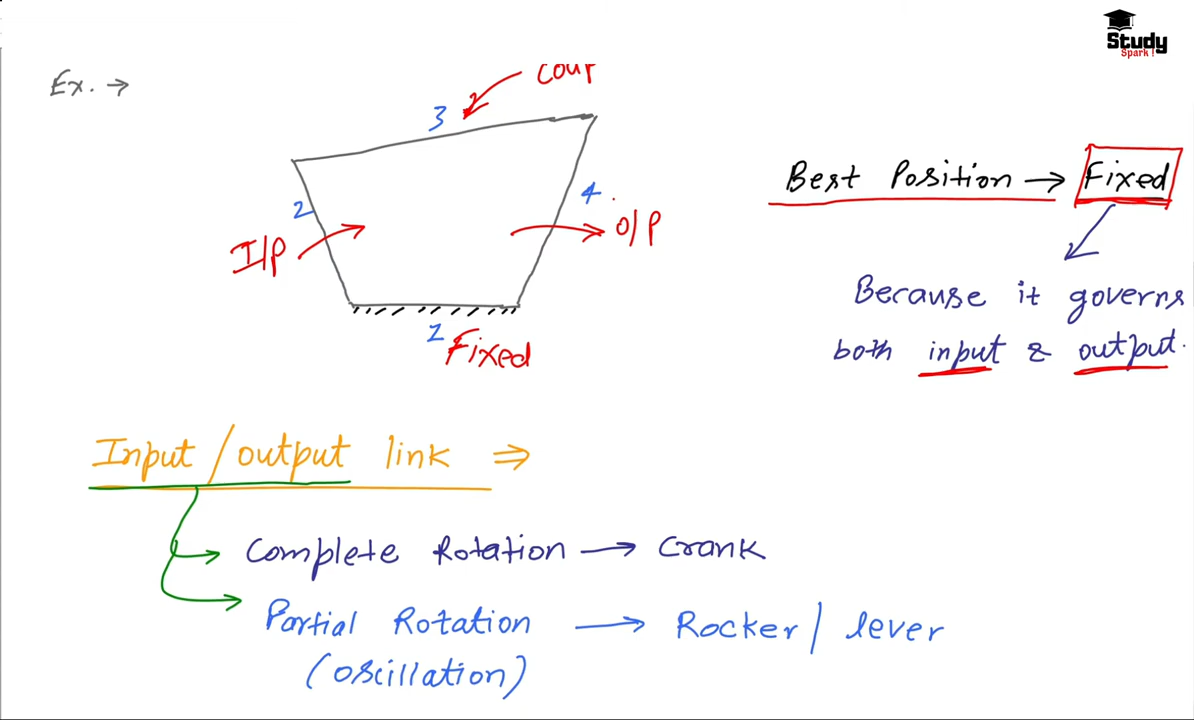 Study
Spark!
Ex. →
Cour
3
2
4
I/P
O/P
2
Fixed
Best Position → Fixed
Because it governs
both input & output.
Input/output link ⇒
Complete Rotation → Crank
Partial Rotation → Rocker/lever
(oscillation)